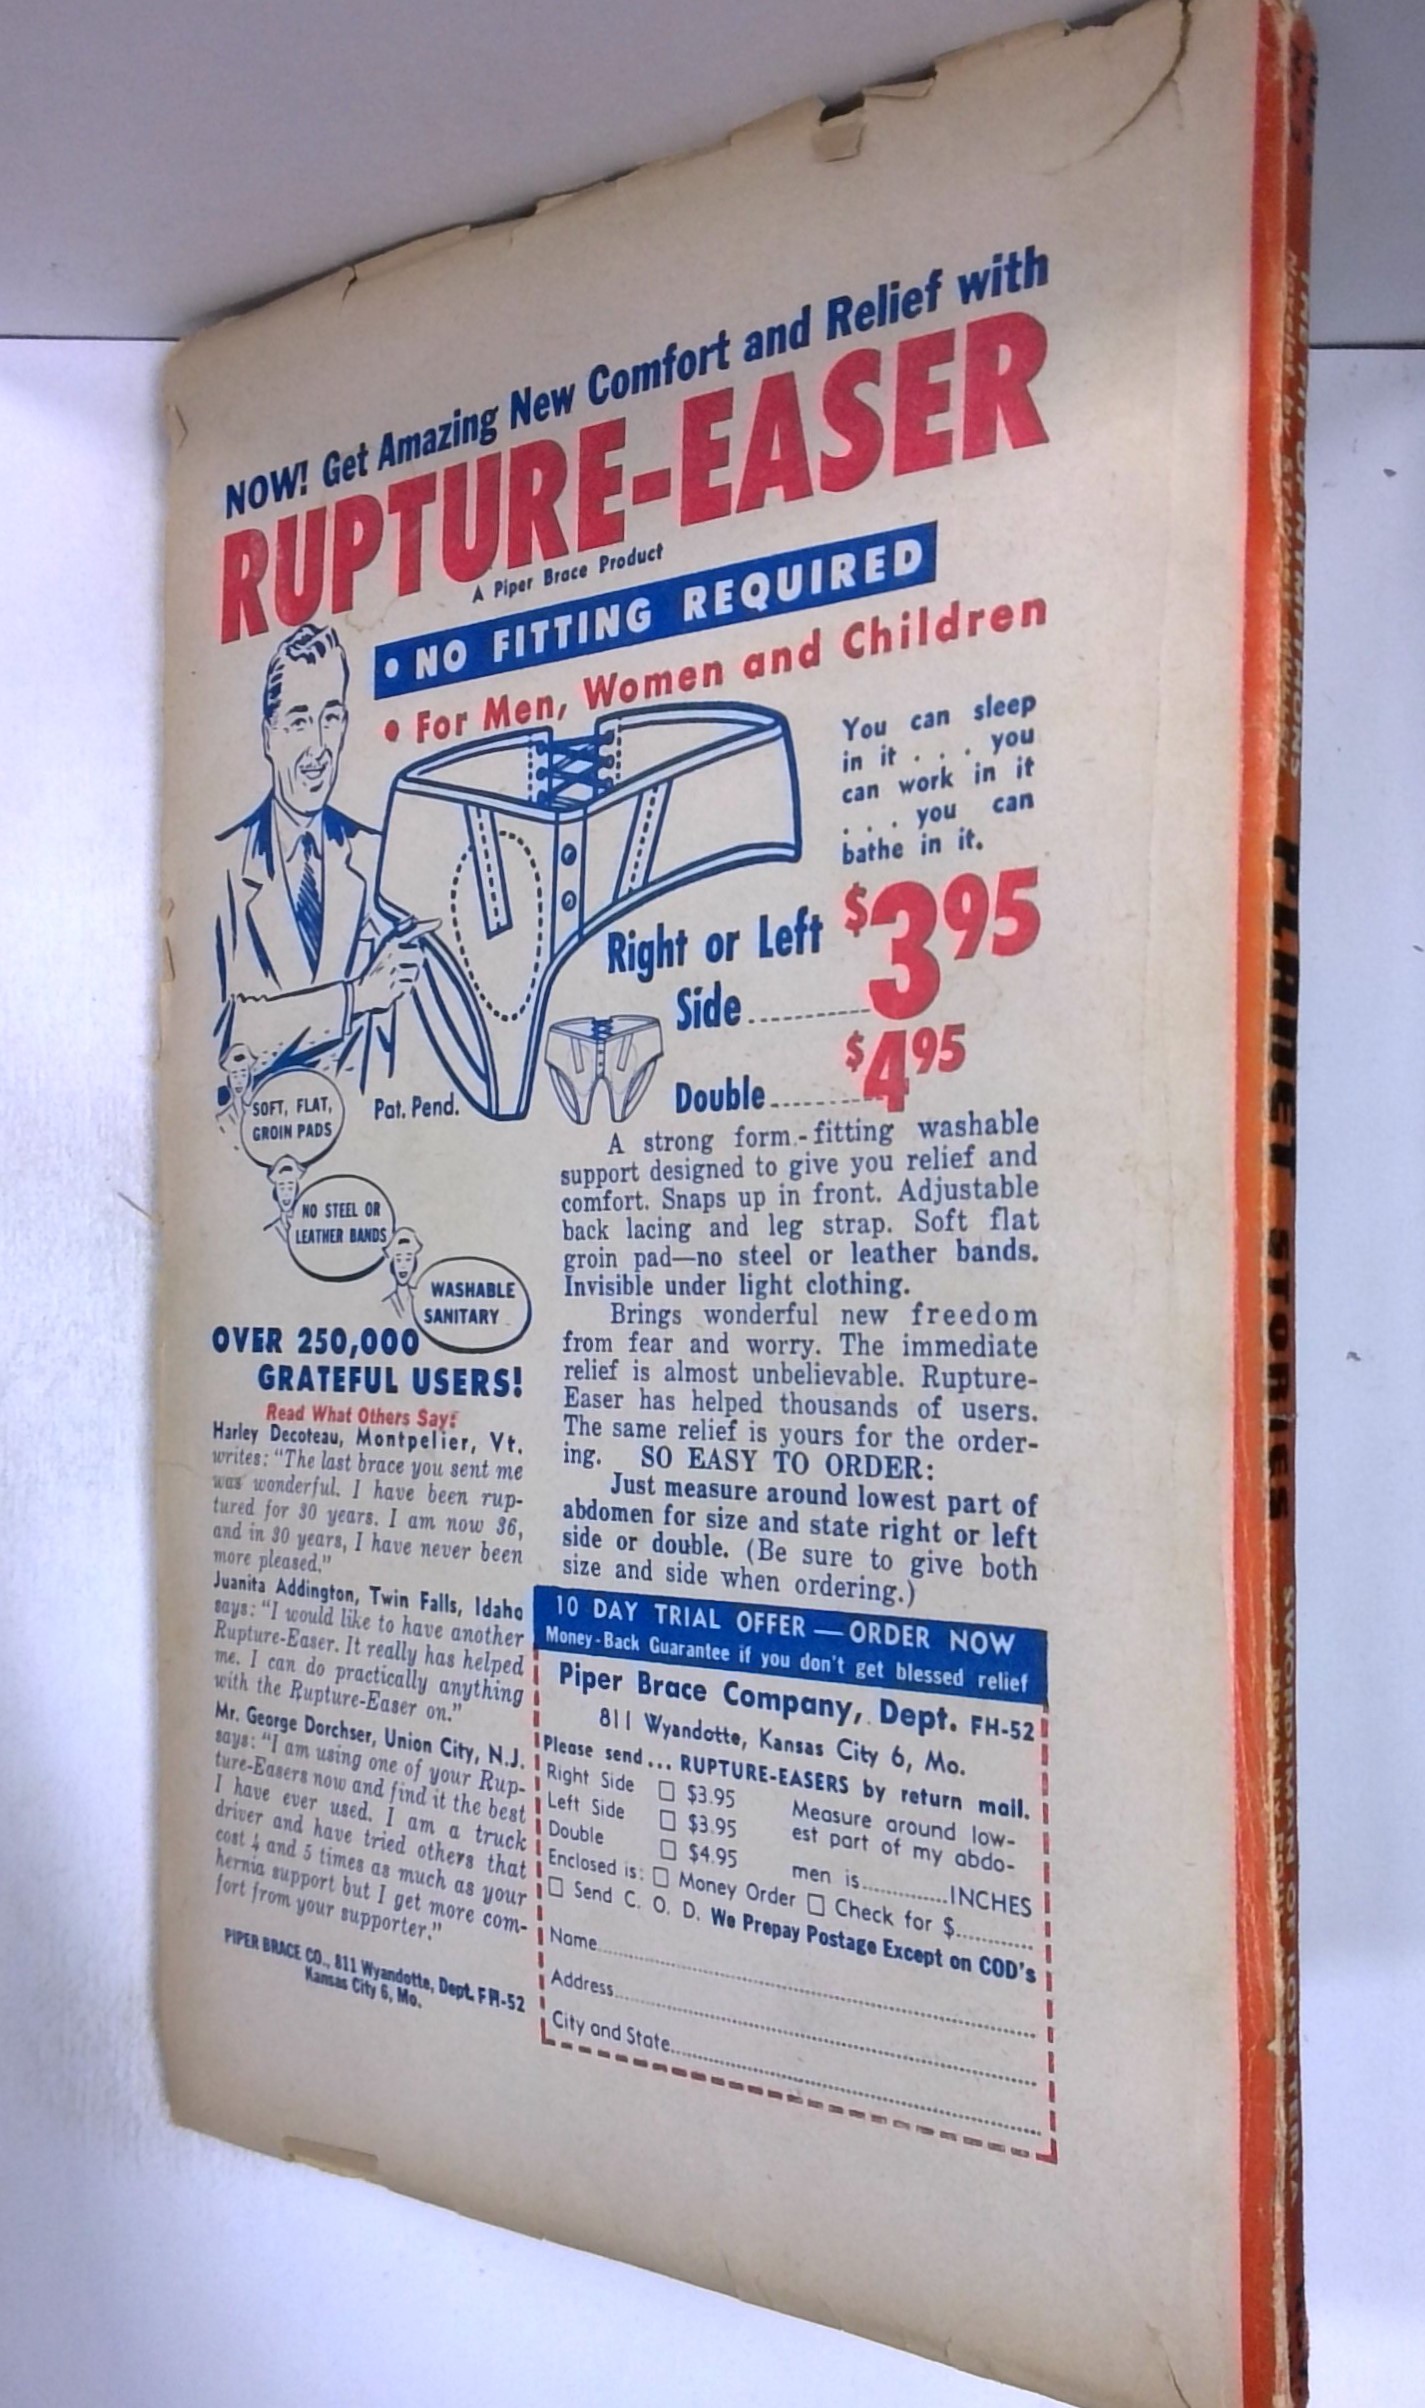 NOW! Get Amazing New Comfort and Relief with
RUPTURE-EASER
A Piper Brace Product
• NO FITTING REQUIRED
• For Men, Women and Children
You can sleep
in it . . . you
can work in it
. . . you can
bathe in it.
Right or Left
Side.......... $3.95
Double......... $4.95
Pat. Pend.
SOFT, FLAT,
GROIN PADS
NO STEEL OR
LEATHER BANDS
WASHABLE
SANITARY
OVER 250,000
GRATEFUL USERS!
Read What Others Say:
Harley Decoteau, Montpelier, Vt.
writes: "The last brace you sent me
was wonderful. I have been rup-
tured for 30 years. I am now 36,
and in 30 years, I have never been
more pleased."
Juanita Addington, Twin Falls, Idaho
says: "I would like to have another
Rupture-Easer. It really has helped
me. I can do practically anything
with the Rupture-Easer on."
Mr. George Dorchser, Union City, N.J.
says: "I am using one of your Rup-
ture-Easers now and find it the best
I have ever used. I am a truck
driver and have tried others that
cost 4 and 5 times as much as your
hernia support but I get more com-
fort from your supporter."
PIPER BRACE CO., 811 Wyandotte, Dept. FH-52
Kansas City 6, Mo.
A strong form-fitting washable
support designed to give you relief and
comfort. Snaps up in front. Adjustable
back lacing and leg strap. Soft flat
groin pad—no steel or leather bands.
Invisible under light clothing.
Brings wonderful new freedom
from fear and worry. The immediate
relief is almost unbelievable. Rupture-
Easer has helped thousands of users.
The same relief is yours for the order-
ing. SO EASY TO ORDER:
Just measure around lowest part of
abdomen for size and state right or left
side or double. (Be sure to give both
size and side when ordering.)
10 DAY TRIAL OFFER — ORDER NOW
Money-Back Guarantee if you don't get blessed relief
Piper Brace Company, Dept. FH-52
811 Wyandotte, Kansas City 6, Mo.
Please send... RUPTURE-EASERS by return mail.
Right Side □ $3.95
Left Side □ $3.95
Double □ $4.95
Measure around low-
est part of my abdo-
men is.............INCHES
Enclosed is: □ Money Order □ Check for $............
□ Send C. O. D. We Prepay Postage Except on COD's
Name............
Address............
City and State............
PLANET STORIES
SWORDSMAN OF LOST TERRA